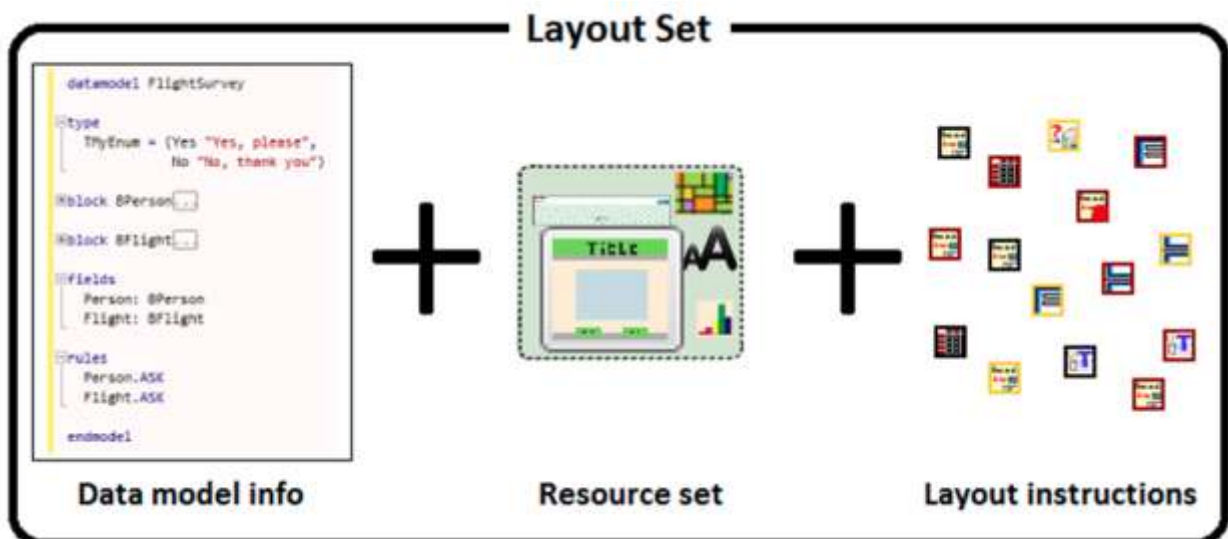 Layout Set
datamodel FlightSurvey
type
TMyEnum = (Yes "Yes, please",
No "No, thank you")
block BPerson...
block BFlight...
fields
Person: BPerson
Flight: BFlight
rules
Person.ASK
Flight.ASK
endmodel
Title
AA
Data model info
Resource set
Layout instructions